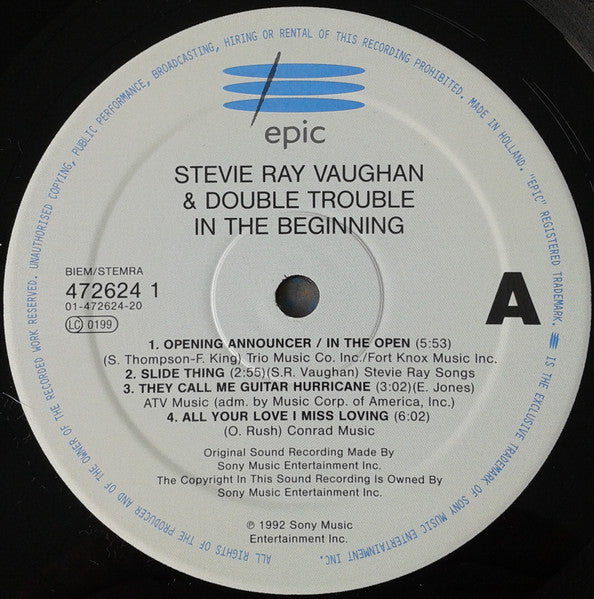 ALL RIGHTS OF THE PRODUCER AND OF THE OWNER OF THE RECORDED WORK RESERVED. UNAUTHORISED COPYING, PUBLIC PERFORMANCE, BROADCASTING, HIRING OR RENTAL OF THIS RECORDING PROHIBITED. MADE IN HOLLAND. "EPIC" REGISTERED TRADEMARK. IS THE EXCLUSIVE TRADEMARK OF SONY MUSIC ENTERTAINMENT INC.
epic
STEVIE RAY VAUGHAN
& DOUBLE TROUBLE
IN THE BEGINNING
BIEM/STEMRA
472624 1
01-472624-20
LC 0199
A
1. OPENING ANNOUNCER / IN THE OPEN (5:53)
(S. Thompson-F. King) Trio Music Co. Inc./Fort Knox Music Inc.
2. SLIDE THING (2:55)(S.R. Vaughan) Stevie Ray Songs
3. THEY CALL ME GUITAR HURRICANE (3:02)(E. Jones)
ATV Music (adm. by Music Corp. of America, Inc.)
4. ALL YOUR LOVE I MISS LOVING (6:02)
(O. Rush) Conrad Music
Original Sound Recording Made By
Sony Music Entertainment Inc.
The Copyright In This Sound Recording Is Owned By
Sony Music Entertainment Inc.
℗ 1992 Sony Music
Entertainment Inc.